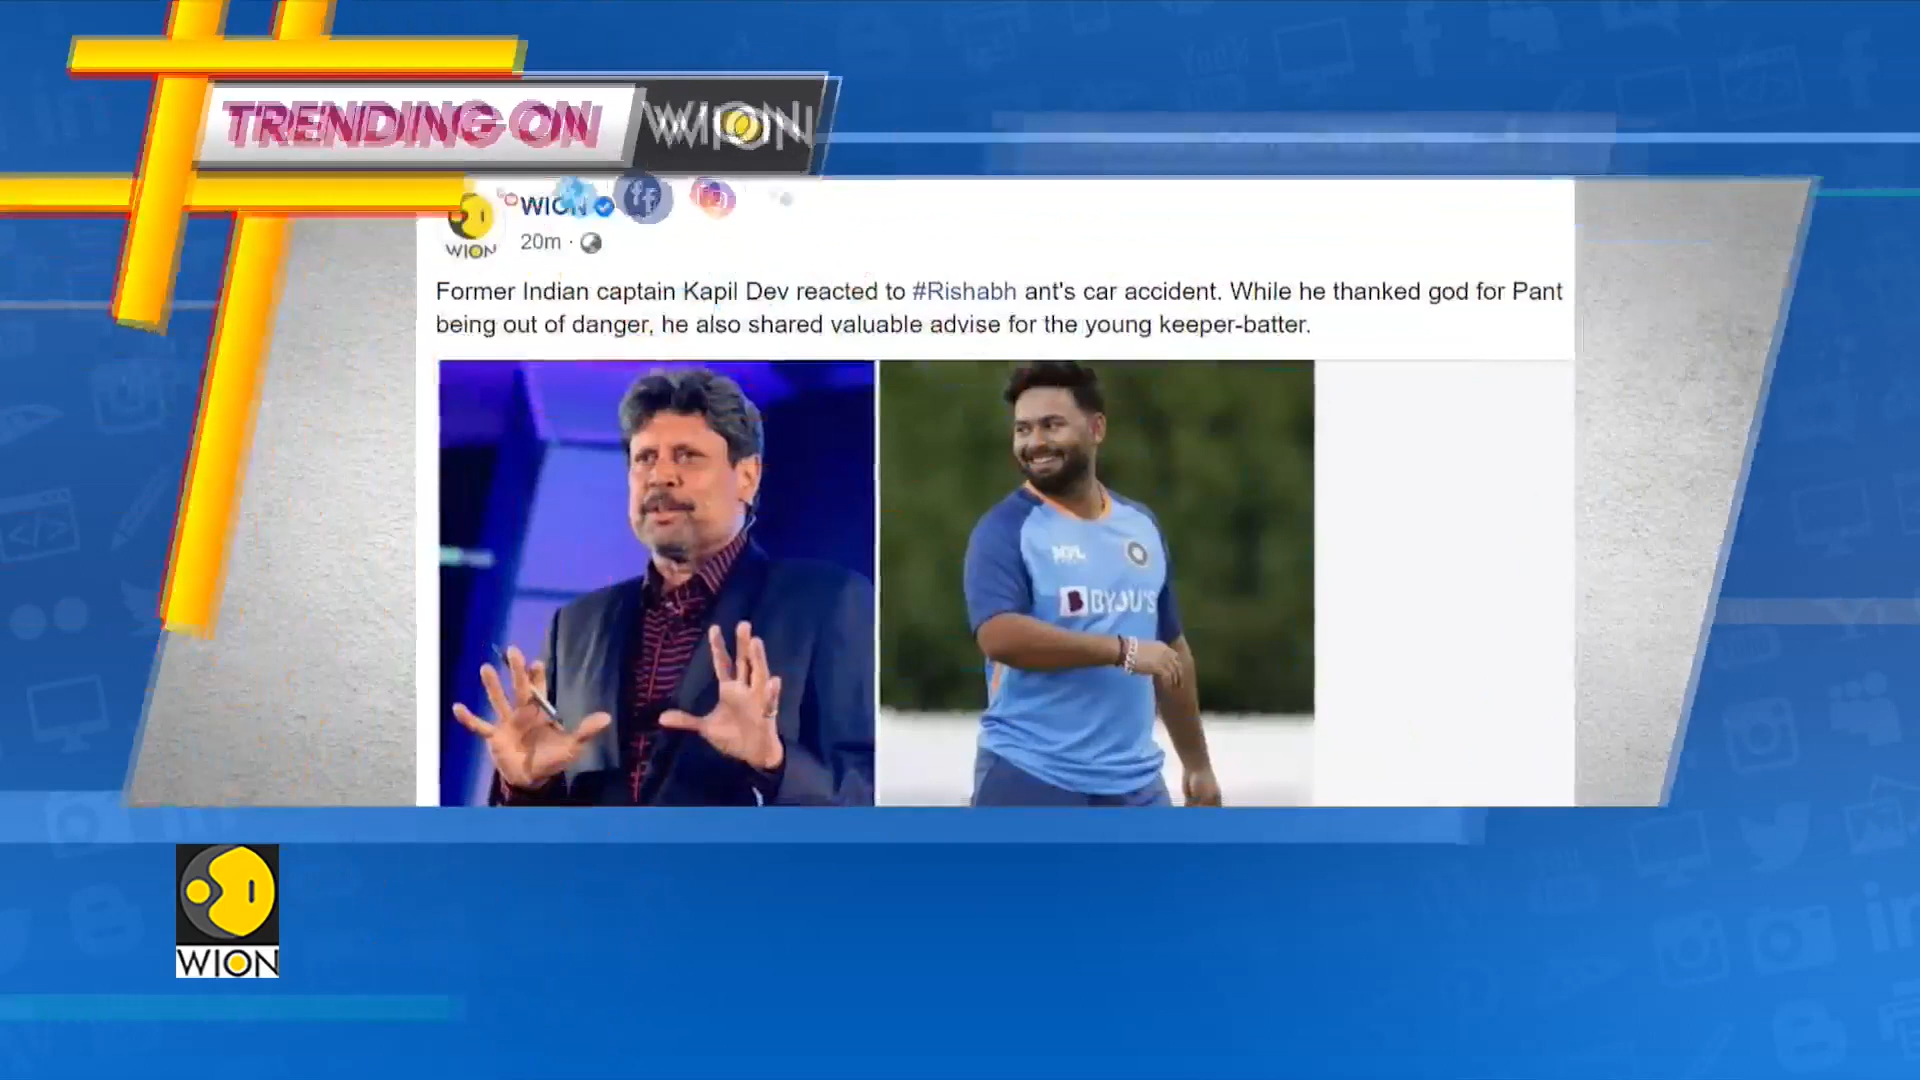 TRENDING ON WION
WION
WION
20m
Former Indian captain Kapil Dev reacted to #Rishabh ant's car accident. While he thanked god for Pant
being out of danger, he also shared valuable advise for the young keeper-batter.
MPL
BYJU'S
WION